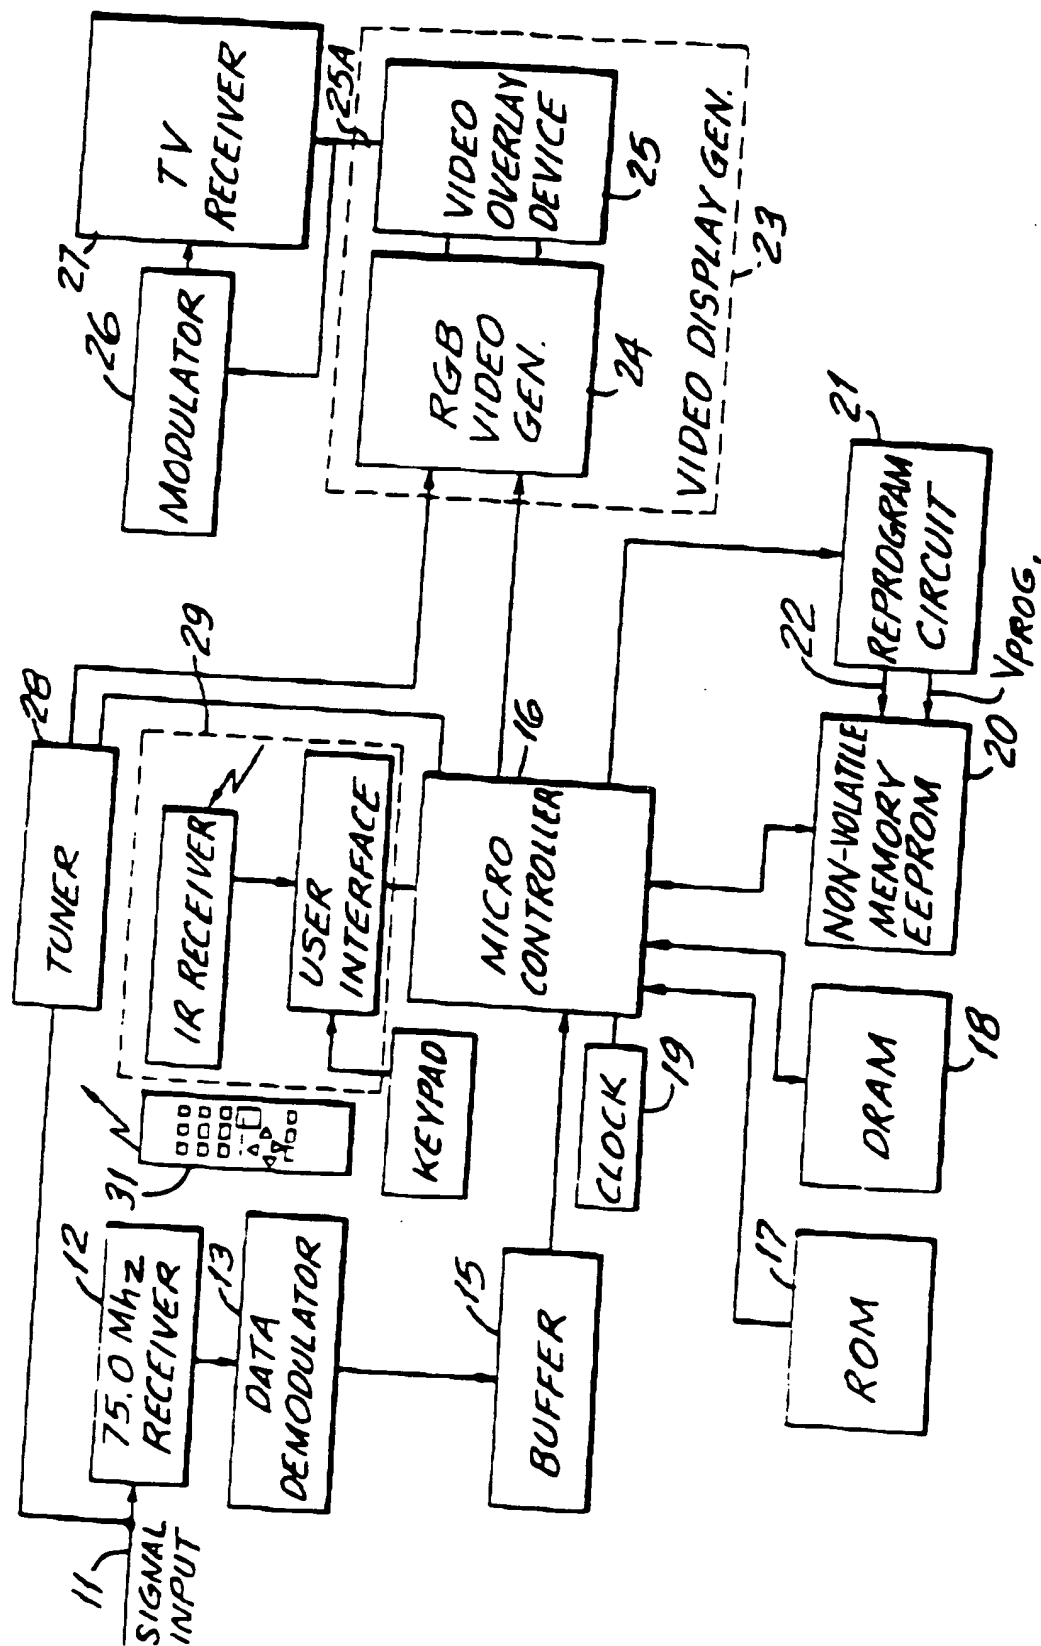 11
SIGNAL
INPUT
12
75.0 Mhz
RECEIVER
13
DATA
DEMODULATOR
15
BUFFER
17
ROM
31
KEYPAD
CLOCK
19
DRAM
18
TUNER
28
IR RECEIVER
USER
INTERFACE
29
MICRO
CONTROLLER
16
NON-VOLATILE
MEMORY
EEPROM
20
22
VPROG.
REPROGRAM
CIRCUIT
21
26
MODULATOR
27
TV
RECEIVER
25A
RGB
VIDEO
GEN.
24
VIDEO
OVERLAY
DEVICE
25
VIDEO DISPLAY GEN.
23